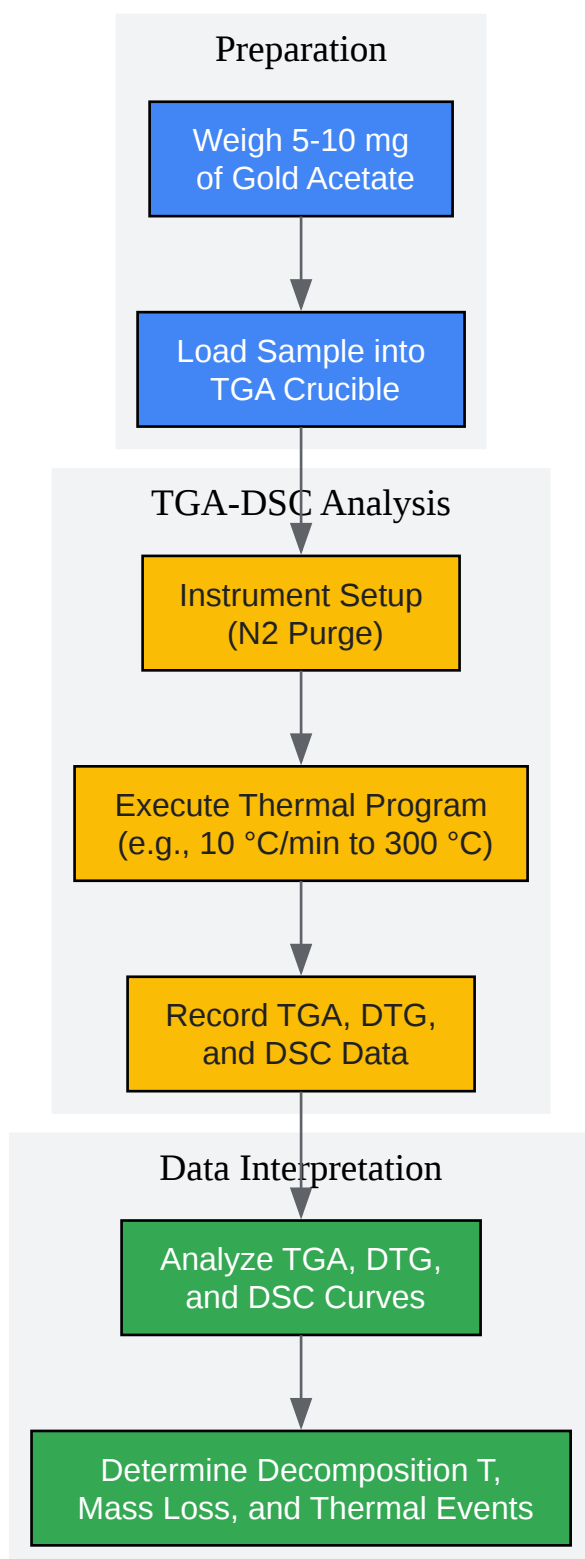 Preparation
Weigh 5-10 mg
of Gold Acetate
Load Sample into
TGA Crucible
TGA-DSC Analysis
Instrument Setup
(N2 Purge)
Execute Thermal Program
(e.g., 10 °C/min to 300 °C)
Record TGA, DTG,
and DSC Data
Data Interpretation
Analyze TGA, DTG,
and DSC Curves
Determine Decomposition T,
Mass Loss, and Thermal Events